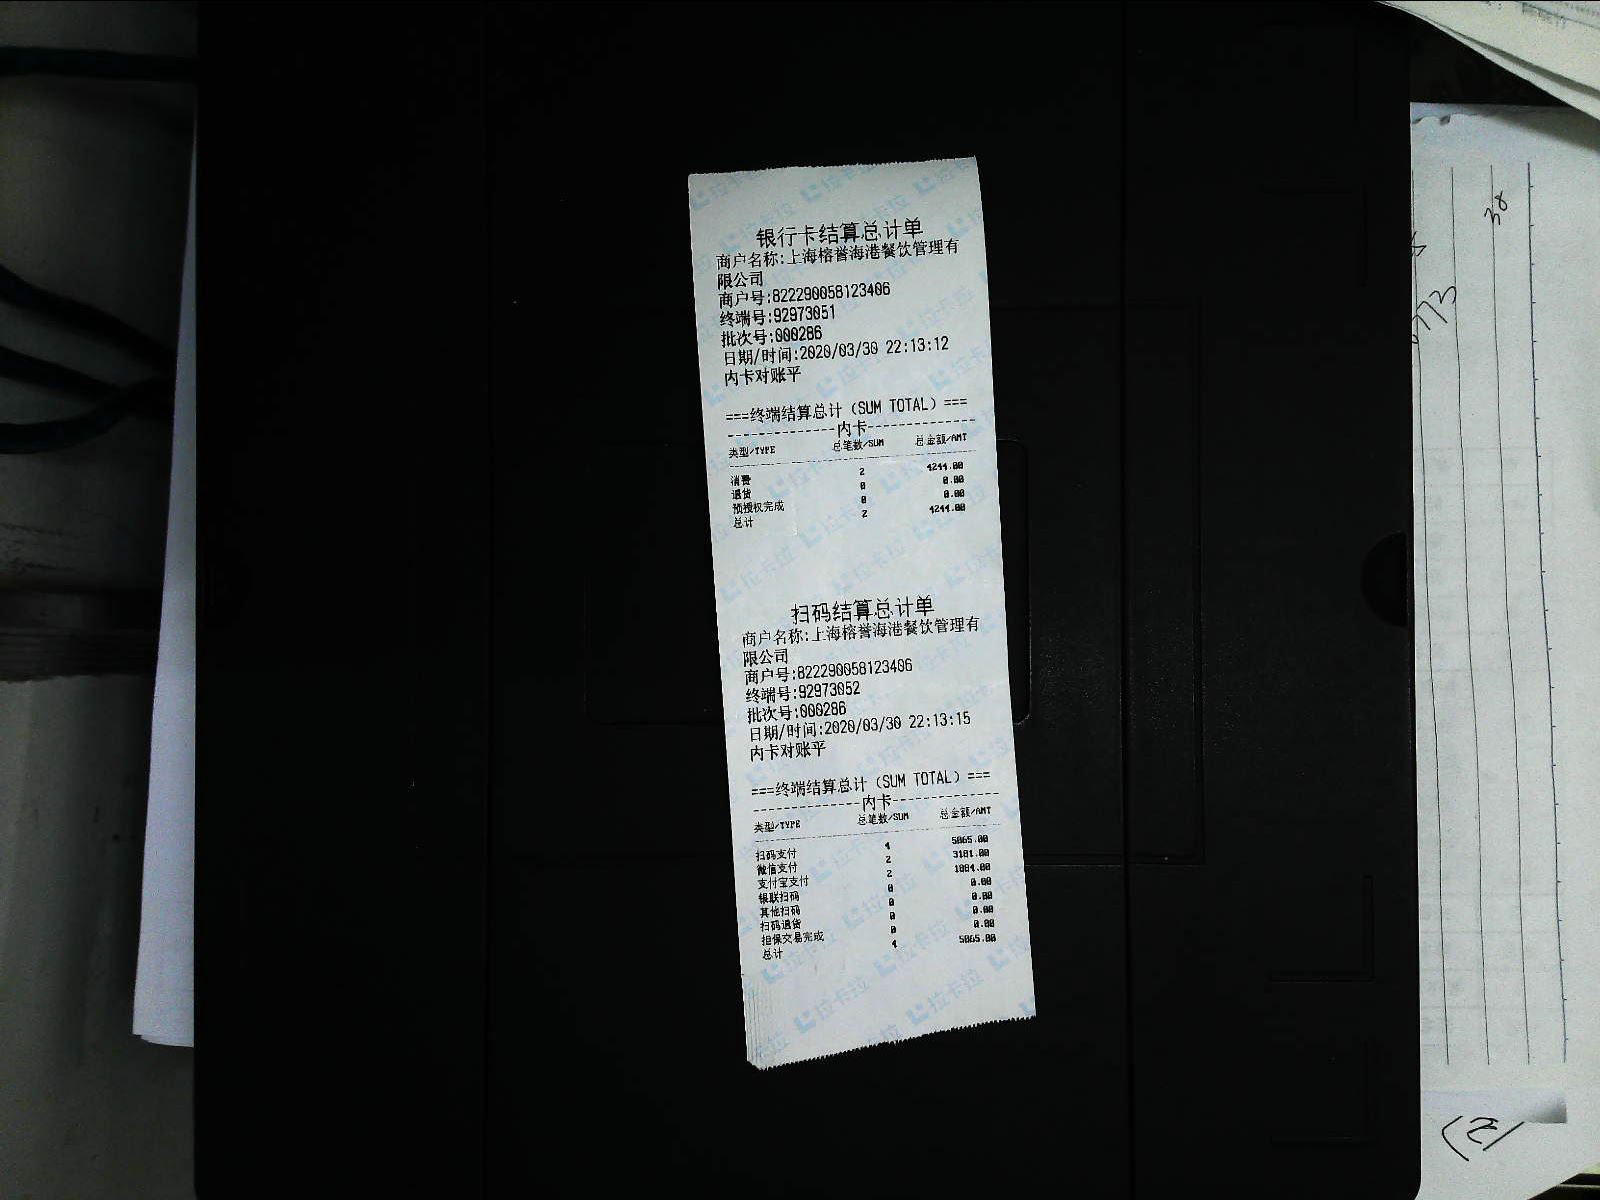 银行卡结算总计单
商户名称:上海榕誉海港餐饮管理有
限公司
商户号:822290058123406
终端号:92973051
批次号:000286
日期/时间:2020/03/30 22:13:12
内卡对账平
===终端结算总计（SUM TOTAL）===
内卡
类型/TYPE 总笔数/SUM 总金额/AMT
消费 2 4244.00
退货 0 0.00
预授权完成 0 0.00
总计 2 4244.00
扫码结算总计单
商户名称:上海榕誉海港餐饮管理有
限公司
商户号:822290058123406
终端号:92973052
批次号:000286
日期/时间:2020/03/30 22:13:15
内卡对账平
===终端结算总计（SUM TOTAL）===
内卡
类型/TYPE 总笔数/SUM 总金额/AMT
扫码支付 4
微信支付 2
支付宝支付 2
银联扫码 0 0.00
其他扫码 0 0.00
扫码退货 0 0.00
担保交易完成 0 0.00
总计 4
拉卡拉
38
(2)